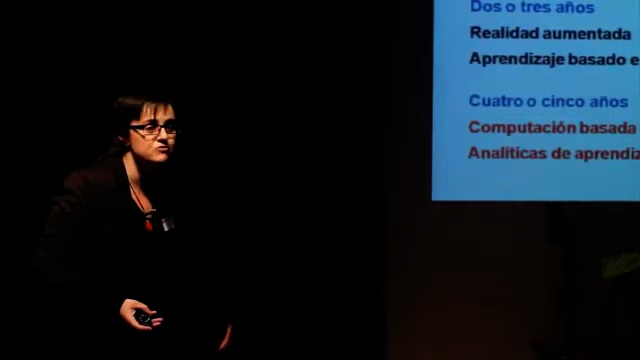 Dos o tres años
Realidad aumentada
Aprendizaje basado
Cuatro o cinco años
Computación basada
Analíticas de